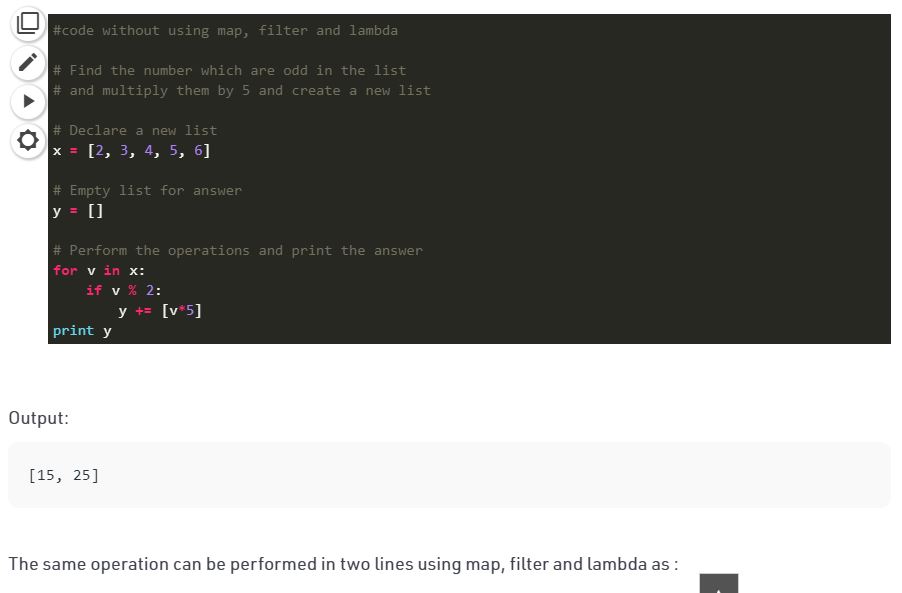 #code without using map, filter and lambda
# Find the number which are odd in the list
# and multiply them by 5 and create a new list
# Declare a new list
x = [2, 3, 4, 5, 6]
# Empty list for answer
y = []
# Perform the operations and print the answer
for v in x:
    if v % 2:
        y += [v*5]
print y
Output:
[15, 25]
The same operation can be performed in two lines using map, filter and lambda as :